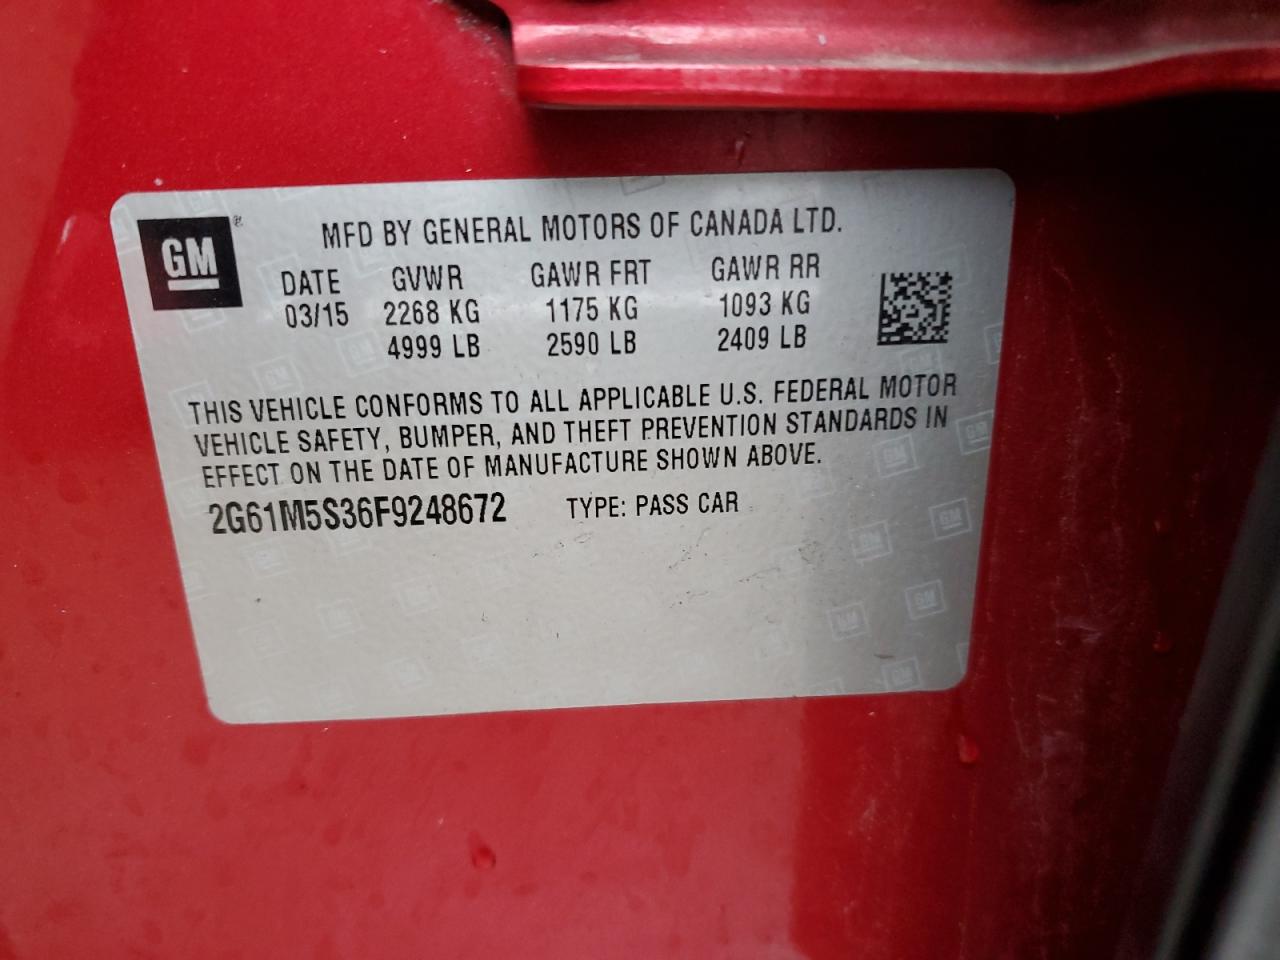 GM®
MFD BY GENERAL MOTORS OF CANADA LTD.
DATE GVWR GAWR FRT GAWR RR
03/15 2268 KG 1175 KG 1093 KG
4999 LB 2590 LB 2409 LB
THIS VEHICLE CONFORMS TO ALL APPLICABLE U.S. FEDERAL MOTOR
VEHICLE SAFETY, BUMPER, AND THEFT PREVENTION STANDARDS IN
EFFECT ON THE DATE OF MANUFACTURE SHOWN ABOVE.
2G61M5S36F9248672 TYPE: PASS CAR